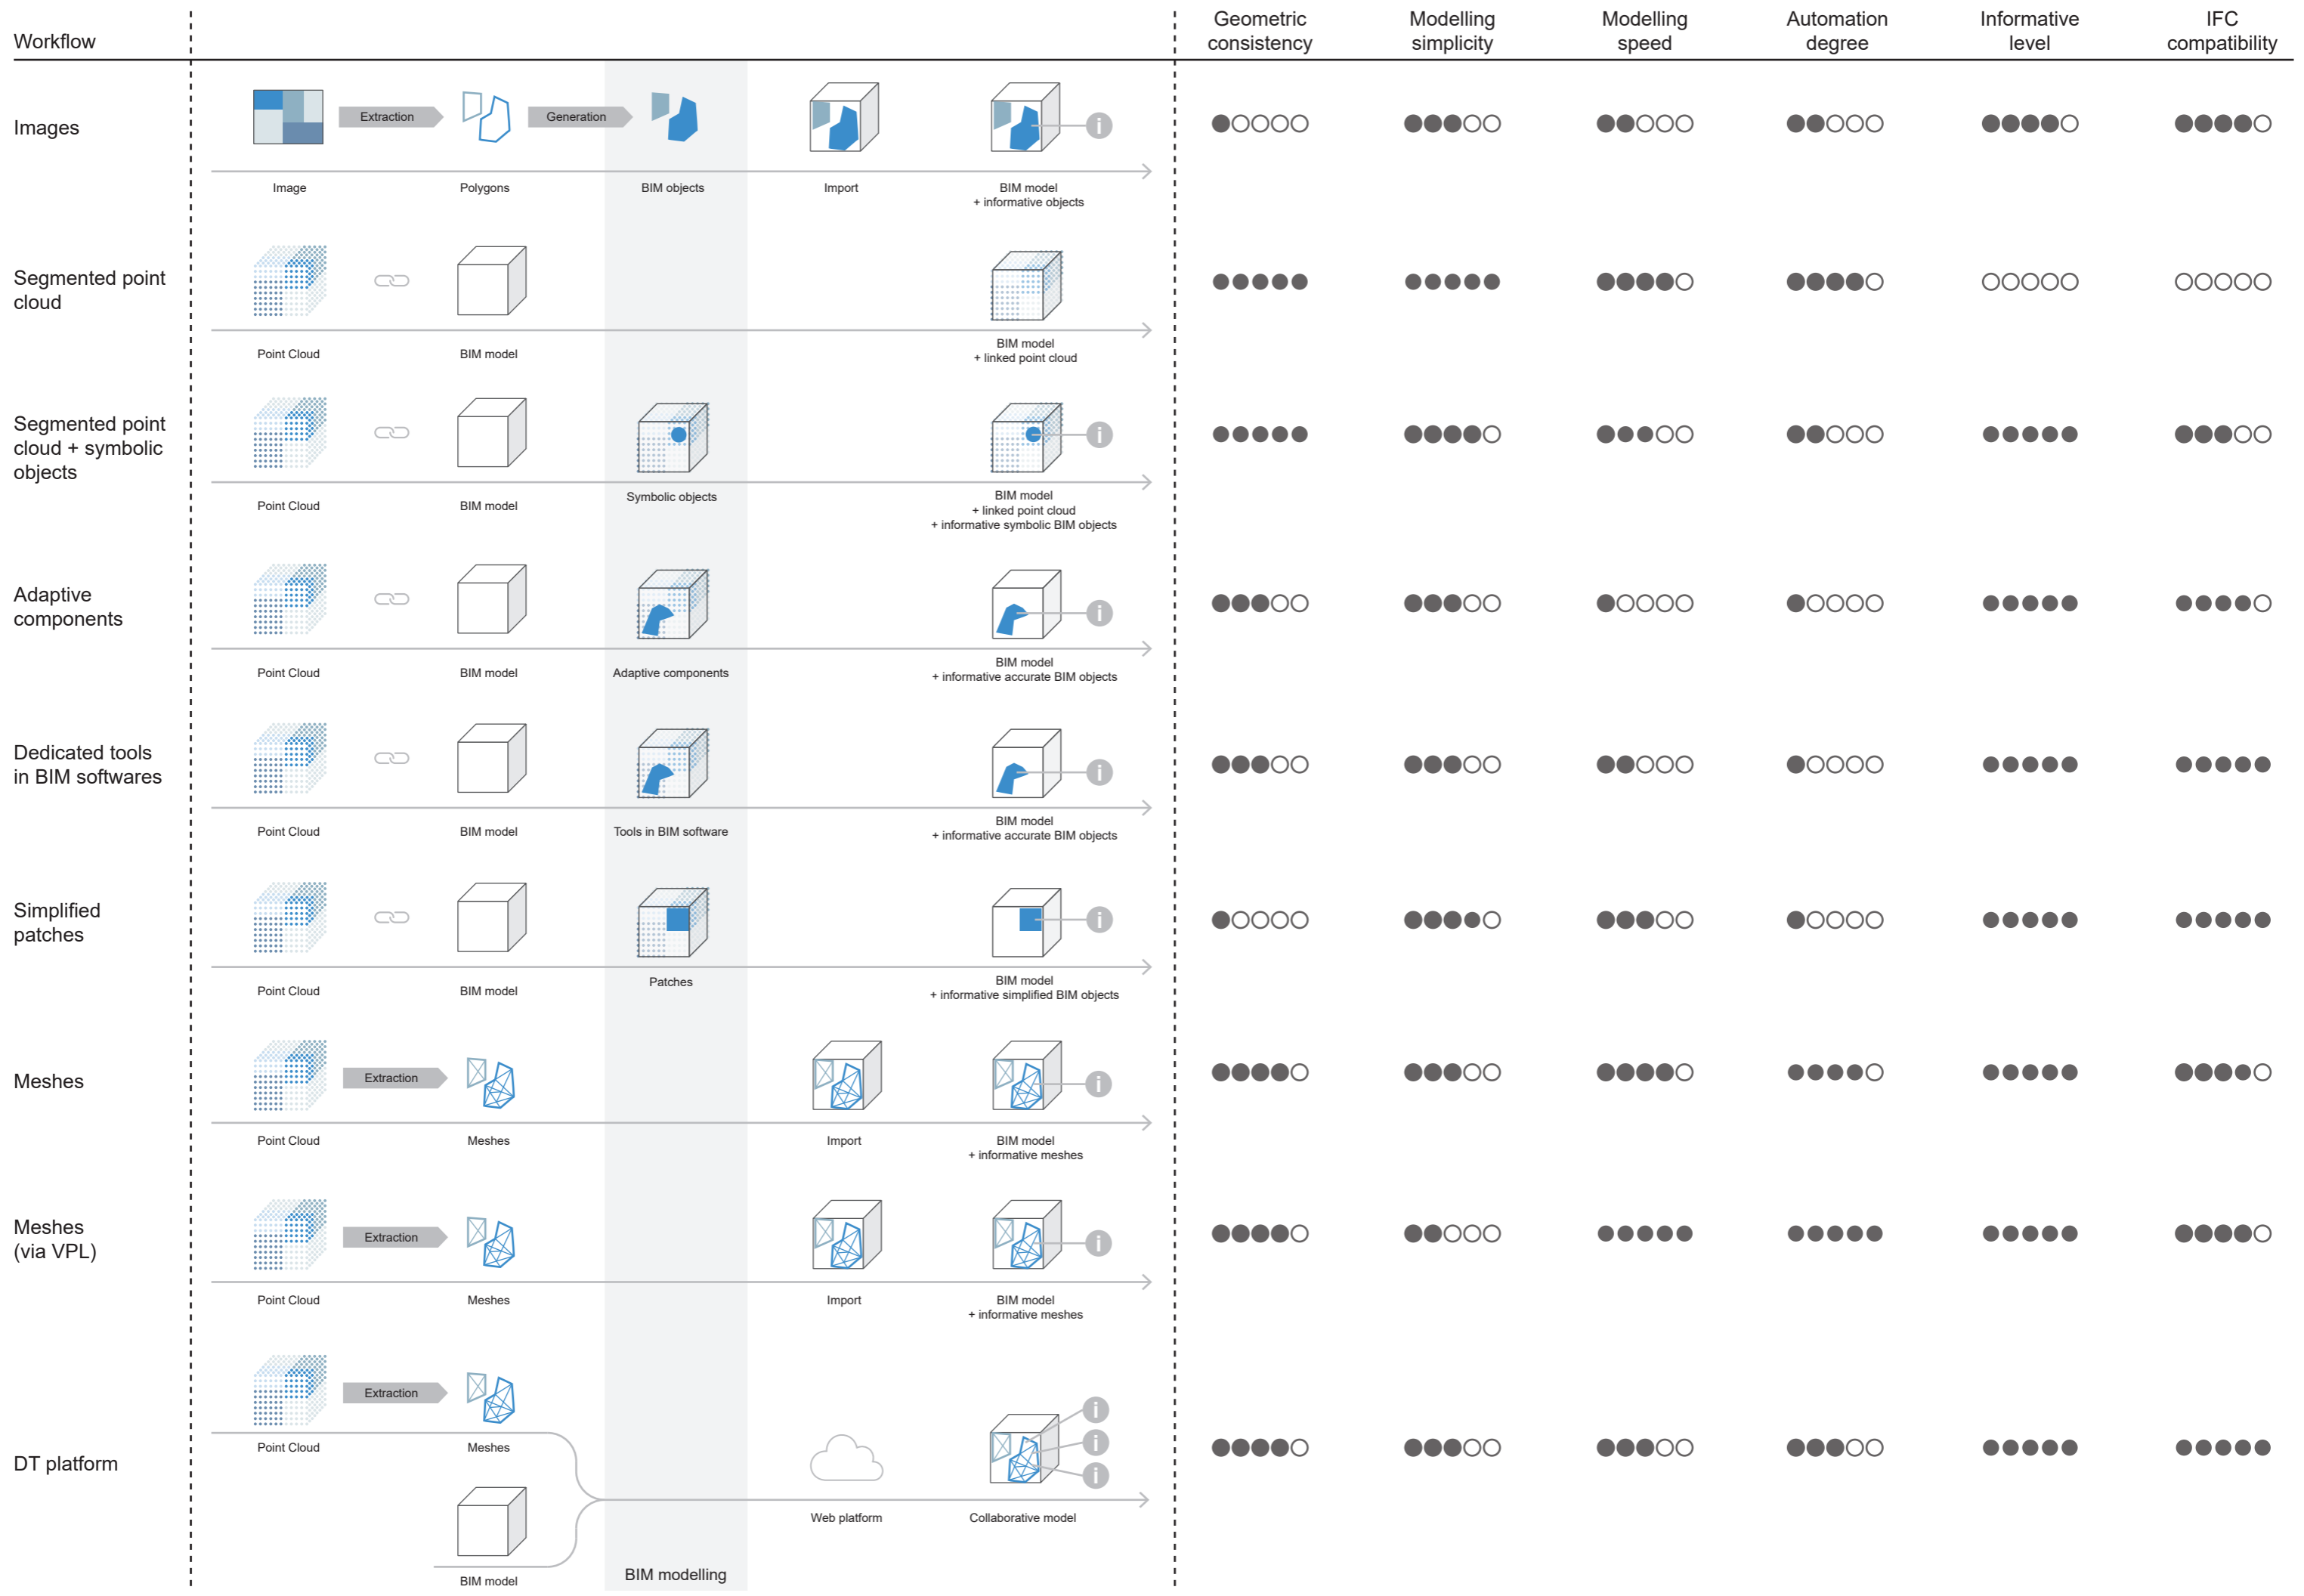 Workflow
Geometric
consistency
Modelling
simplicity
Modelling
speed
Automation
degree
Informative
level
IFC
compatibility
Images
Extraction
Generation
i
Image
Polygons
BIM objects
Import
BIM model
+ informative objects
Segmented point
cloud
Point Cloud
BIM model
BIM model
+ linked point cloud
Segmented point
cloud + symbolic
objects
i
Point Cloud
BIM model
Symbolic objects
BIM model
+ linked point cloud
+ informative symbolic BIM objects
Adaptive
components
i
Point Cloud
BIM model
Adaptive components
BIM model
+ informative accurate BIM objects
Dedicated tools
in BIM softwares
i
Point Cloud
BIM model
Tools in BIM software
BIM model
+ informative accurate BIM objects
Simplified
patches
i
Point Cloud
BIM model
Patches
BIM model
+ informative simplified BIM objects
Meshes
Extraction
i
Point Cloud
Meshes
Import
BIM model
+ informative meshes
Meshes
(via VPL)
Extraction
i
Point Cloud
Meshes
Import
BIM model
+ informative meshes
DT platform
Extraction
i
i
i
Point Cloud
Meshes
Web platform
Collaborative model
BIM model
BIM modelling